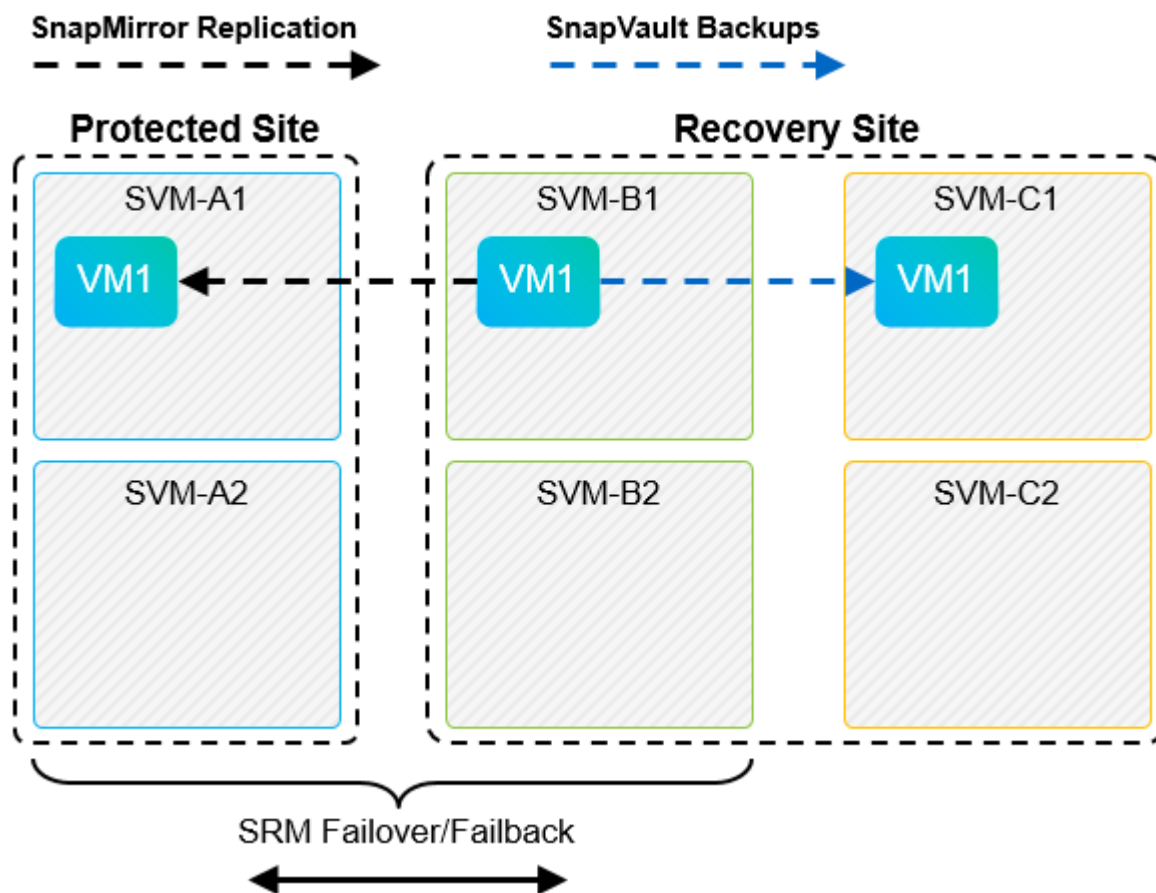 SnapMirror Replication
SnapVault Backups
Protected Site
Recovery Site
SVM-A1
SVM-B1
SVM-C1
VM1
VM1
VM1
SVM-A2
SVM-B2
SVM-C2
SRM Failover/Failback